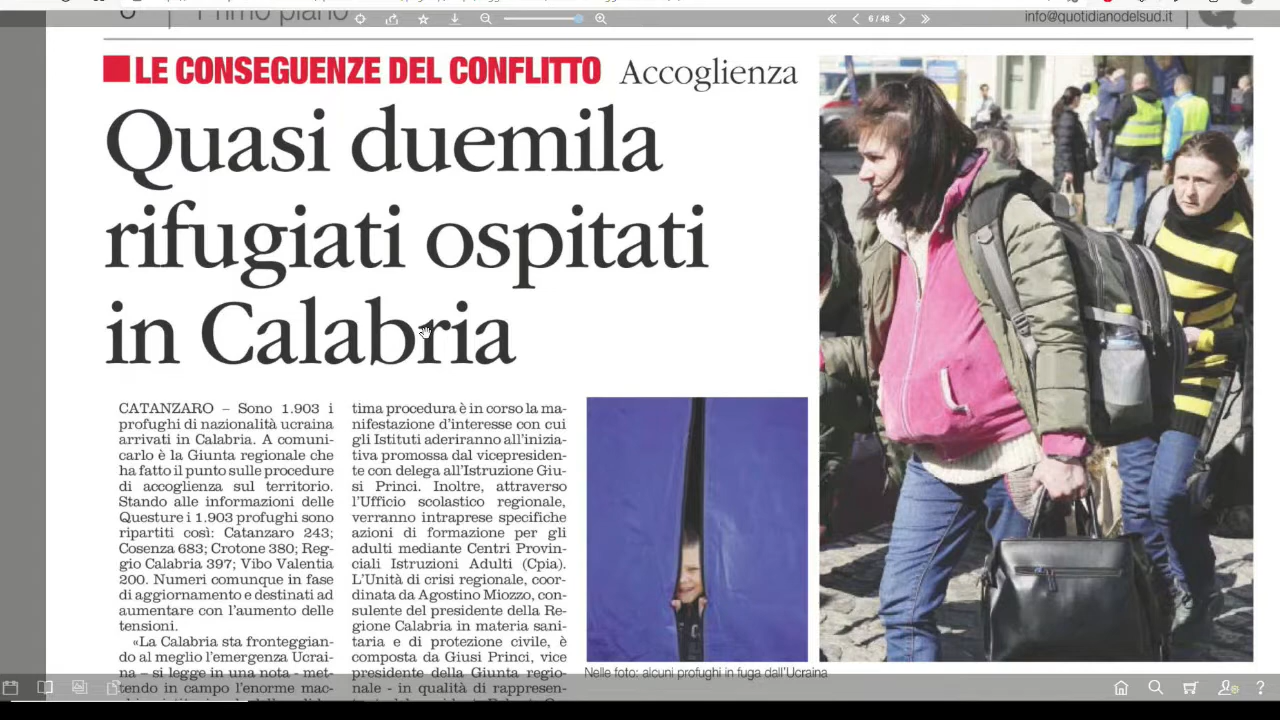 Primo piano
6 / 48
info@quotidianodelsud.it
LE CONSEGUENZE DEL CONFLITTO Accoglienza
Quasi duemila
rifugiati ospitati
in Calabria
CATANZARO – Sono 1.903 i
profughi di nazionalità ucraina
arrivati in Calabria. A comuni-
carlo è la Giunta regionale che
ha fatto il punto sulle procedure
di accoglienza sul territorio.
Stando alle informazioni delle
Questure i 1.903 profughi sono
ripartiti così: Catanzaro 243;
Cosenza 683; Crotone 380; Reg-
gio Calabria 397; Vibo Valentia
200. Numeri comunque in fase
di aggiornamento e destinati ad
aumentare con l'aumento delle
tensioni.
«La Calabria sta fronteggian-
do al meglio l'emergenza Ucrai-
na – si legge in una nota - met-
tendo in campo l'enorme mac-
tima procedura è in corso la ma-
nifestazione d'interesse con cui
gli Istituti aderiranno all'inizia-
tiva promossa dal vicepresiden-
te con delega all'Istruzione Giu-
si Princi. Inoltre, attraverso
l'Ufficio scolastico regionale,
verranno intraprese specifiche
azioni di formazione per gli
adulti mediante Centri Provin-
ciali Istruzioni Adulti (Cpia).
L'Unità di crisi regionale, coor-
dinata da Agostino Miozzo, con-
sulente del presidente della Re-
gione Calabria in materia sani-
taria e di protezione civile, è
composta da Giusi Princi, vice
presidente della Giunta regio-
nale - in qualità di rappresen-
Nelle foto: alcuni profughi in fuga dall'Ucraina